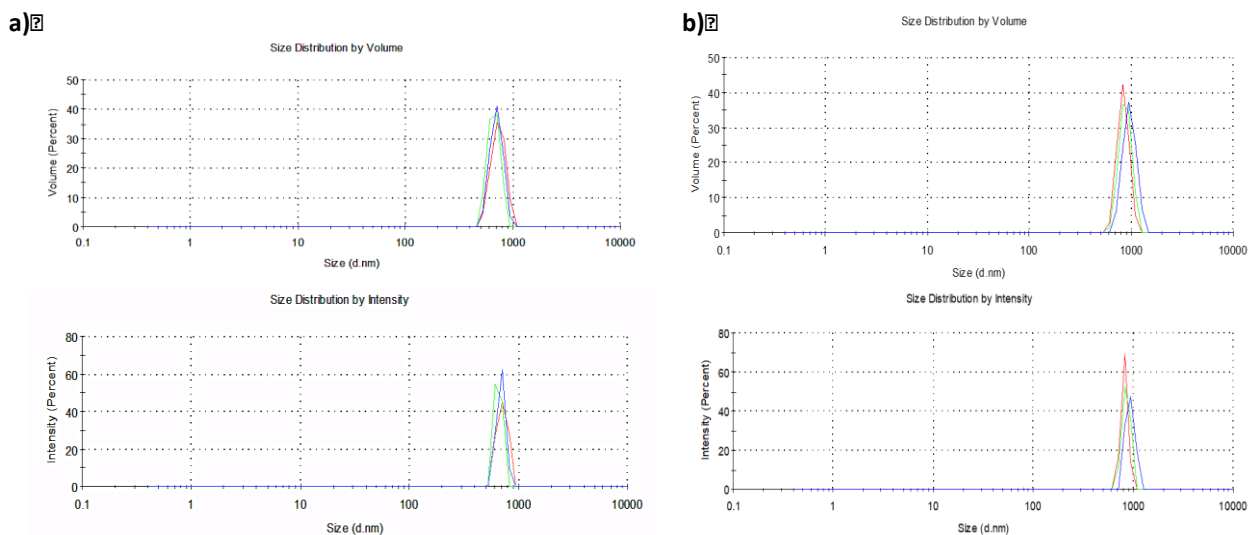 a)⍰
Size Distribution by Volume
Volume (Percent)
50
40
30
20
10
0
0.1 1 10 100 1000 10000
Size (d.nm)
Size Distribution by Intensity
Intensity (Percent)
80
60
40
20
0
0.1 1 10 100 1000 10000
Size (d.nm)
b)⍰
Size Distribution by Volume
Volume (Percent)
50
40
30
20
10
0
0.1 1 10 100 1000 10000
Size (d.nm)
Size Distribution by Intensity
Intensity (Percent)
80
60
40
20
0
0.1 1 10 100 1000 10000
Size (d.nm)